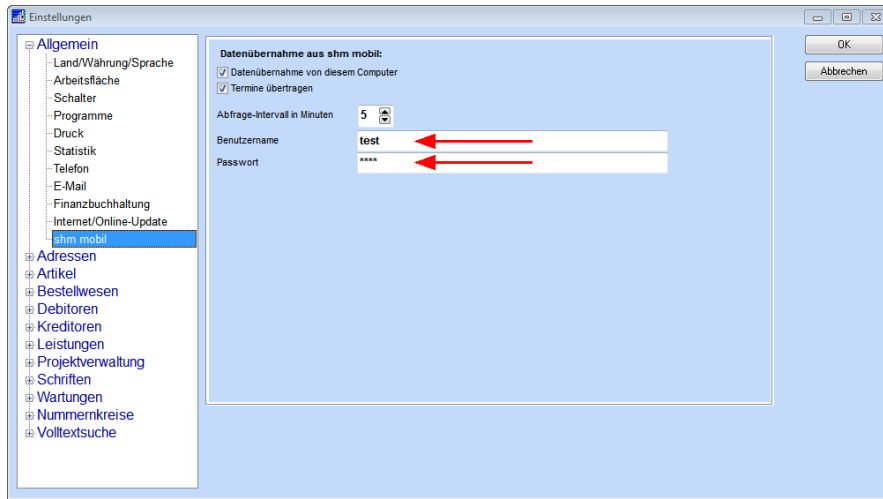 Einstellungen
Allgemein
Land/Währung/Sprache
Arbeitsfläche
Schalter
Programme
Druck
Statistik
Telefon
E-Mail
Finanzbuchhaltung
Internet/Online-Update
shm mobil
Adressen
Artikel
Bestellwesen
Debitoren
Kreditoren
Leistungen
Projektverwaltung
Schriften
Wartungen
Nummernkreise
Volltextsuche
Datenübernahme aus shm mobil:
Datenübernahme von diesem Computer
Termine übertragen
Abfrage-Intervall in Minuten 5
Benutzername test
Passwort ****
OK
Abbrechen